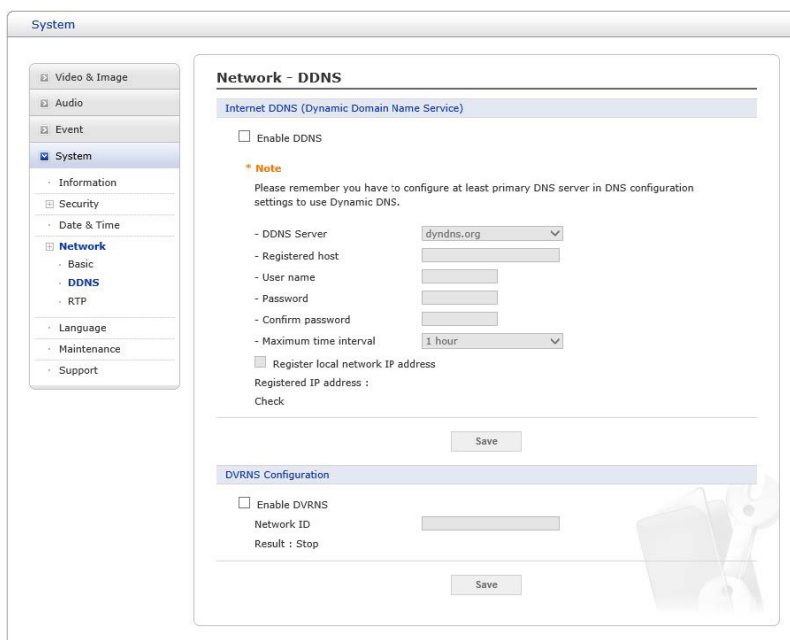 System
Video & Image
Audio
Event
System
Information
Security
Date & Time
Network
Basic
DDNS
RTP
Language
Maintenance
Support
Network - DDNS
Internet DDNS (Dynamic Domain Name Service)
Enable DDNS
* Note
Please remember you have to configure at least primary DNS server in DNS configuration
settings to use Dynamic DNS.
- DDNS Server dyndns.org
- Registered host
- User name
- Password
- Confirm password
- Maximum time interval 1 hour
Register local network IP address
Registered IP address :
Check
Save
DVRNS Configuration
Enable DVRNS
Network ID
Result : Stop
Save